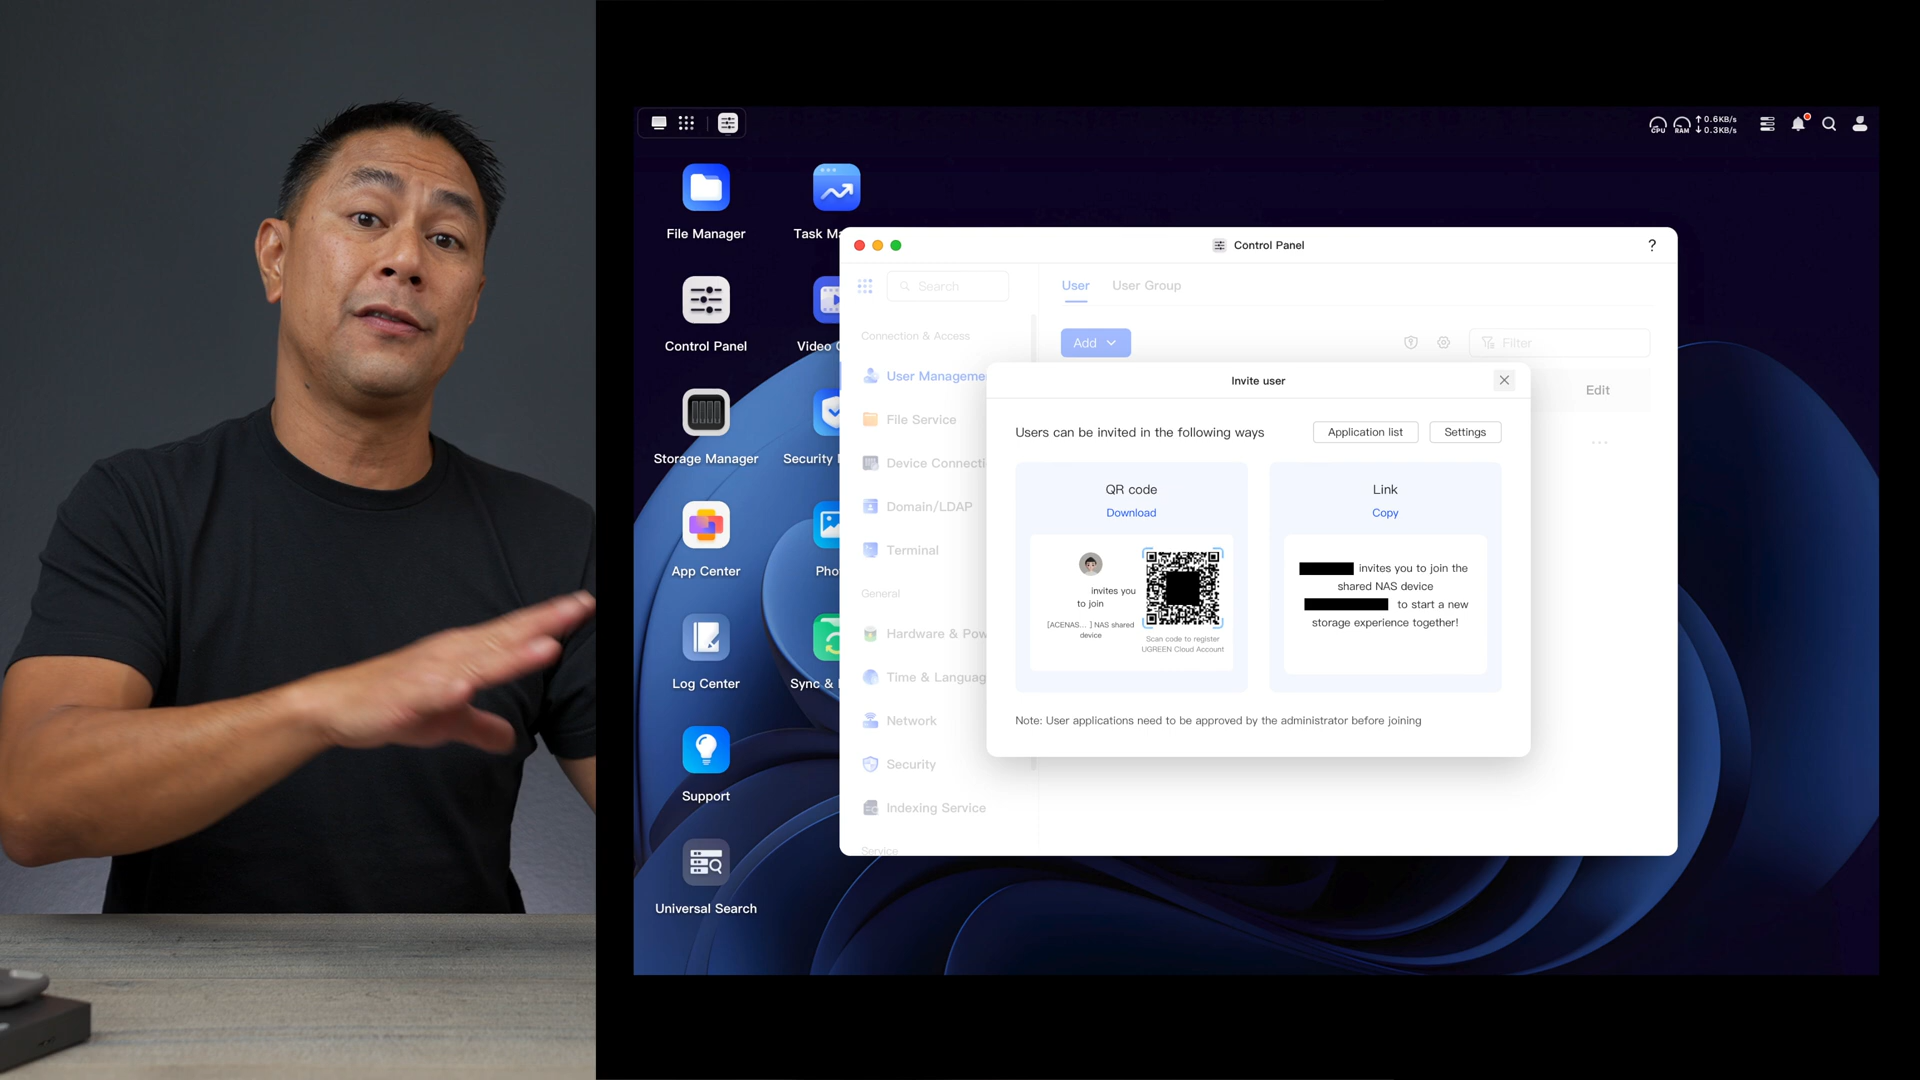 CPU
RAM
0.6KB/s
0.3KB/s
File Manager
Task Ma
Control Panel
Video
Storage Manager
Security
App Center
Pho
Log Center
Sync &
Support
Universal Search
Control Panel
?
Search
Connection & Access
User Manageme
File Service
Device Connecti
Domain/LDAP
Terminal
General
Hardware & Pow
Time & Languag
Network
Security
Indexing Service
Service
User
User Group
Add
Filter
Edit
Invite user
Users can be invited in the following ways
Application list
Settings
QR code
Download
invites you
to join
[ACENAS... ] NAS shared
device
Scan code to register
UGREEN Cloud Account
Link
Copy
invites you to join the
shared NAS device
to start a new
storage experience together!
Note: User applications need to be approved by the administrator before joining